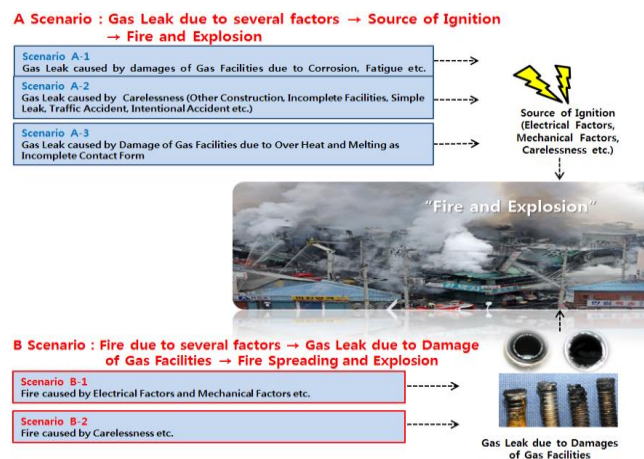 A Scenario : Gas Leak due to several factors → Source of Ignition
→ Fire and Explosion
Scenario A-1
Gas Leak caused by damages of Gas Facilities due to Corrosion, Fatigue etc.
Scenario A-2
Gas Leak caused by Carelessness (Other Construction, Incomplete Facilities, Simple
Leak, Traffic Accident, Intentional Accident etc.)
Scenario A-3
Gas Leak caused by Damage of Gas Facilities due to Over Heat and Melting as
Incomplete Contact Form
Source of Ignition
(Electrical Factors,
Mechanical Factors,
Carelessness etc.)
"Fire and Explosion"
B Scenario : Fire due to several factors → Gas Leak due to Damage
of Gas Facilities → Fire Spreading and Explosion
Scenario B-1
Fire caused by Electrical Factors and Mechanical Factors etc.
Scenario B-2
Fire caused by Carelessness etc.
Gas Leak due to Damages
of Gas Facilities